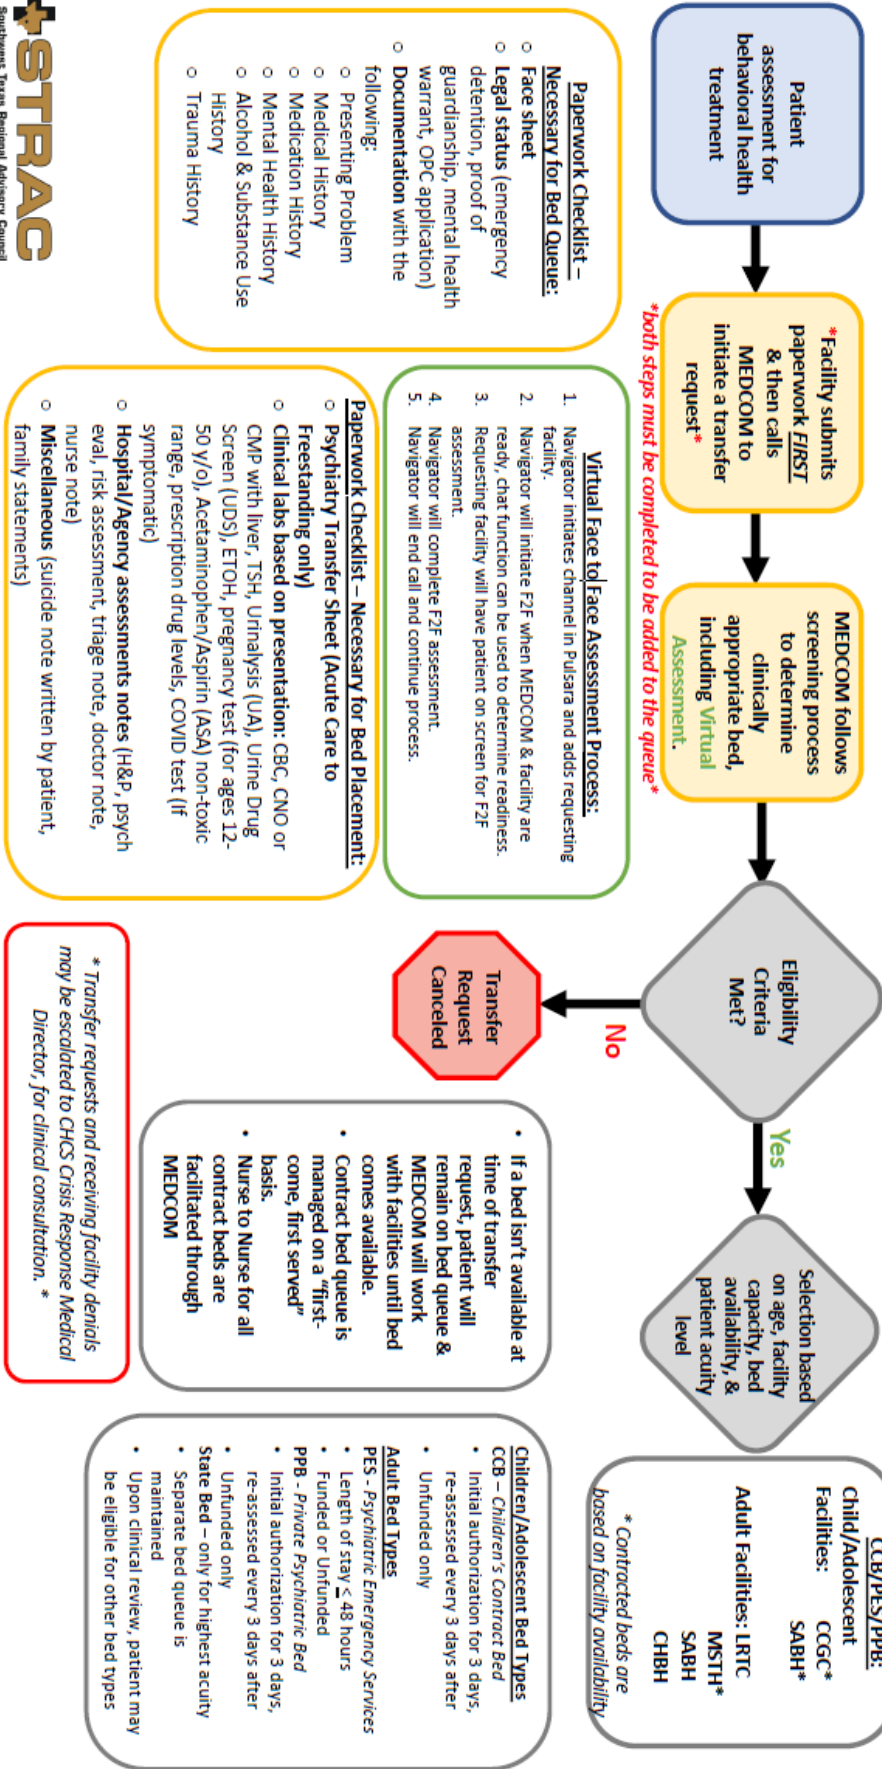 Patient
assessment for
behavioral health
treatment
*Facility submits
paperwork FIRST
& then calls
MEDCOM to
initiate a transfer
request*
*both steps must be completed to be added to the queue*
MEDCOM follows
screening process
to determine
clinically
appropriate bed,
including Virtual
Assessment.
Eligibility
Criteria
Met?
Yes
No
Transfer
Request
Canceled
Selection based
on age, facility
capacity, bed
availability, &
patient acuity
level
CCB/PES/PPB:
Child/Adolescent
Facilities: CCGC*
SABH*
Adult Facilities: LRTC
MSTH*
SABH
CHBH
* Contracted beds are
based on facility availability
Paperwork Checklist –
Necessary for Bed Queue:
○ Face sheet
○ Legal status (emergency
detention, proof of
guardianship, mental health
warrant, OPC application)
○ Documentation with the
following:
○ Presenting Problem
○ Medical History
○ Medication History
○ Mental Health History
○ Alcohol & Substance Use
History
○ Trauma History
Virtual Face to Face Assessment Process:
1. Navigator initiates channel in Pulsara and adds requesting
facility.
2. Navigator will initiate F2F when MEDCOM & facility are
ready, chat function can be used to determine readiness.
3. Requesting facility will have patient on screen for F2F
assessment.
4. Navigator will complete F2F assessment.
5. Navigator will end call and continue process.
Paperwork Checklist – Necessary for Bed Placement:
○ Psychiatry Transfer Sheet (Acute Care to
Freestanding only)
○ Clinical labs based on presentation: CBC, CNO or
CMP with liver, TSH, Urinalysis (UA), Urine Drug
Screen (UDS), ETOH, pregnancy test (for ages 12-
50 y/o), Acetaminophen/Aspirin (ASA) non-toxic
range, prescription drug levels, COVID test (If
symptomatic)
○ Hospital/Agency assessments notes (H&P, psych
eval, risk assessment, triage note, doctor note,
nurse note)
○ Miscellaneous (suicide note written by patient,
family statements)
• If a bed isn't available at
time of transfer
request, patient will
remain on bed queue &
MEDCOM will work
with facilities until bed
comes available.
• Contract bed queue is
managed on a "first-
come, first served"
basis.
• Nurse to Nurse for all
contract beds are
facilitated through
MEDCOM
* Transfer requests and receiving facility denials
may be escalated to CHCS Crisis Response Medical
Director, for clinical consultation. *
Children/Adolescent Bed Types
CCB – Children's Contract Bed
• Initial authorization for 3 days,
re-assessed every 3 days after
• Unfunded only
Adult Bed Types
PES - Psychiatric Emergency Services
• Length of stay ≤ 48 hours
• Funded or Unfunded
PPB - Private Psychiatric Bed
• Initial authorization for 3 days,
re-assessed every 3 days after
• Unfunded only
State Bed – only for highest acuity
• Separate bed queue is
maintained
• Upon clinical review, patient may
be eligible for other bed types
STRAC
Southwest Texas Regional Advisory Council